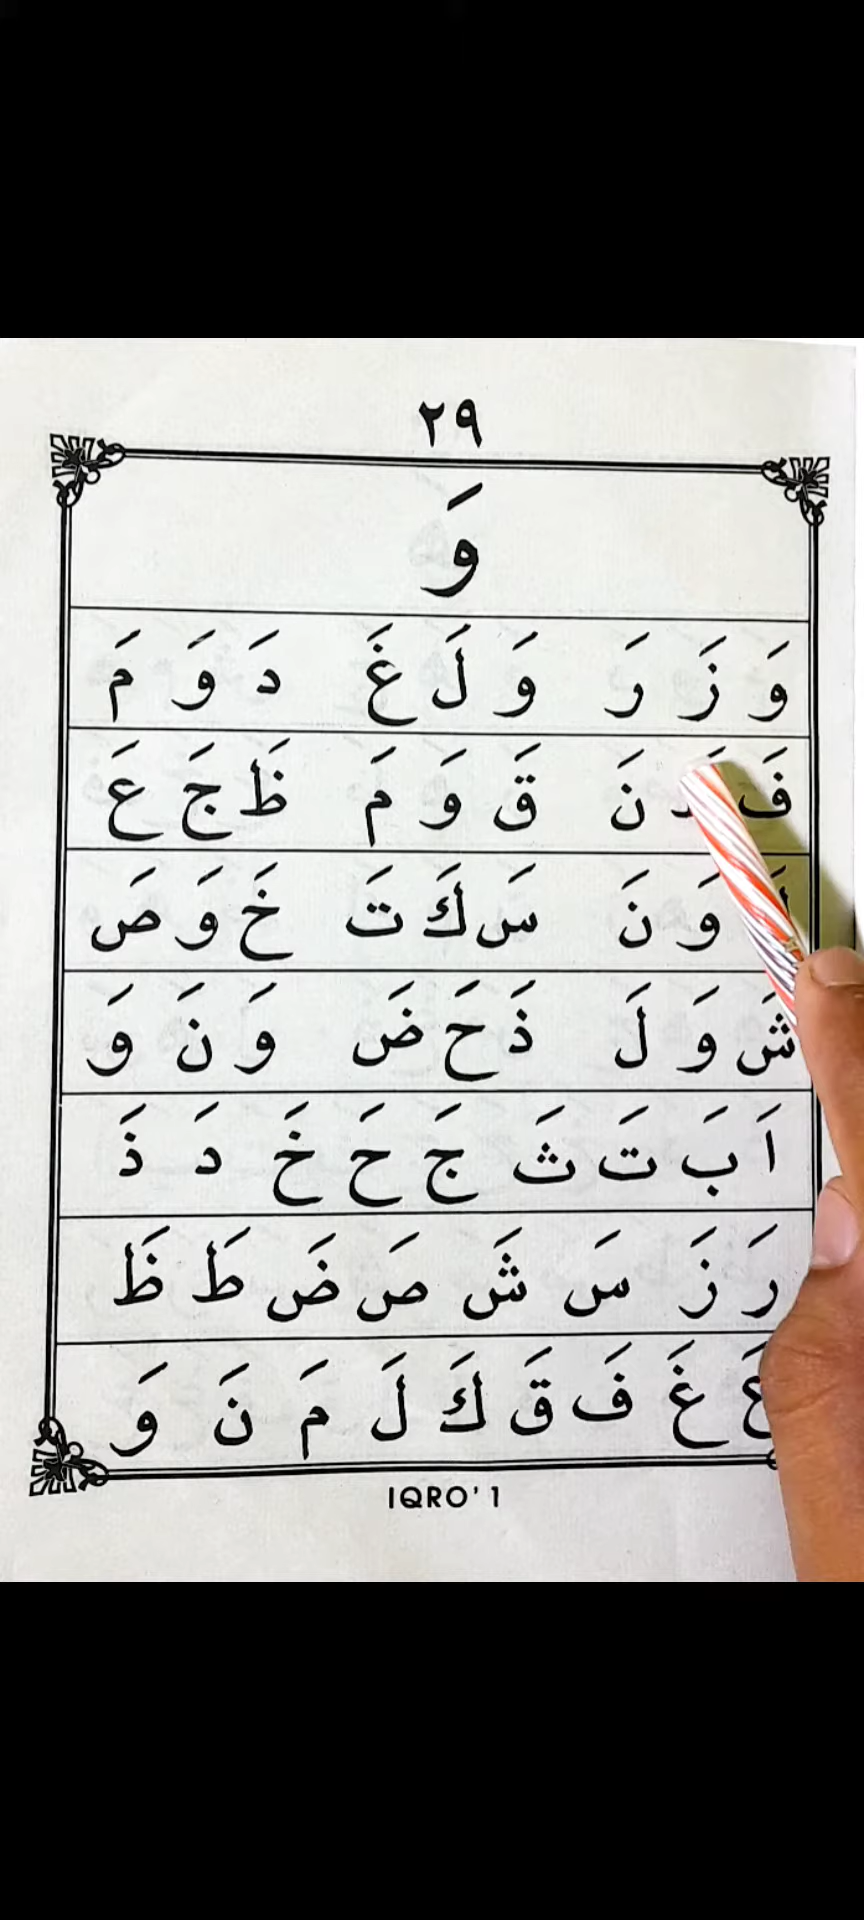 ٢٩
وَ
وَ زَ رَ وَ لَ غَ دَ وَ مَ
فَ نَ قَ وَ مَ ظَ جَ عَ
وَ نَ سَ كَ تَ خَ وَ صَ
شَ وَ لَ ذَ حَ ضَ وَ نَ وَ
اَ بَ تَ ثَ جَ حَ خَ دَ ذَ
رَ زَ سَ شَ صَ ضَ طَ ظَ
عَ غَ فَ قَ كَ لَ مَ نَ وَ
IQRO' 1